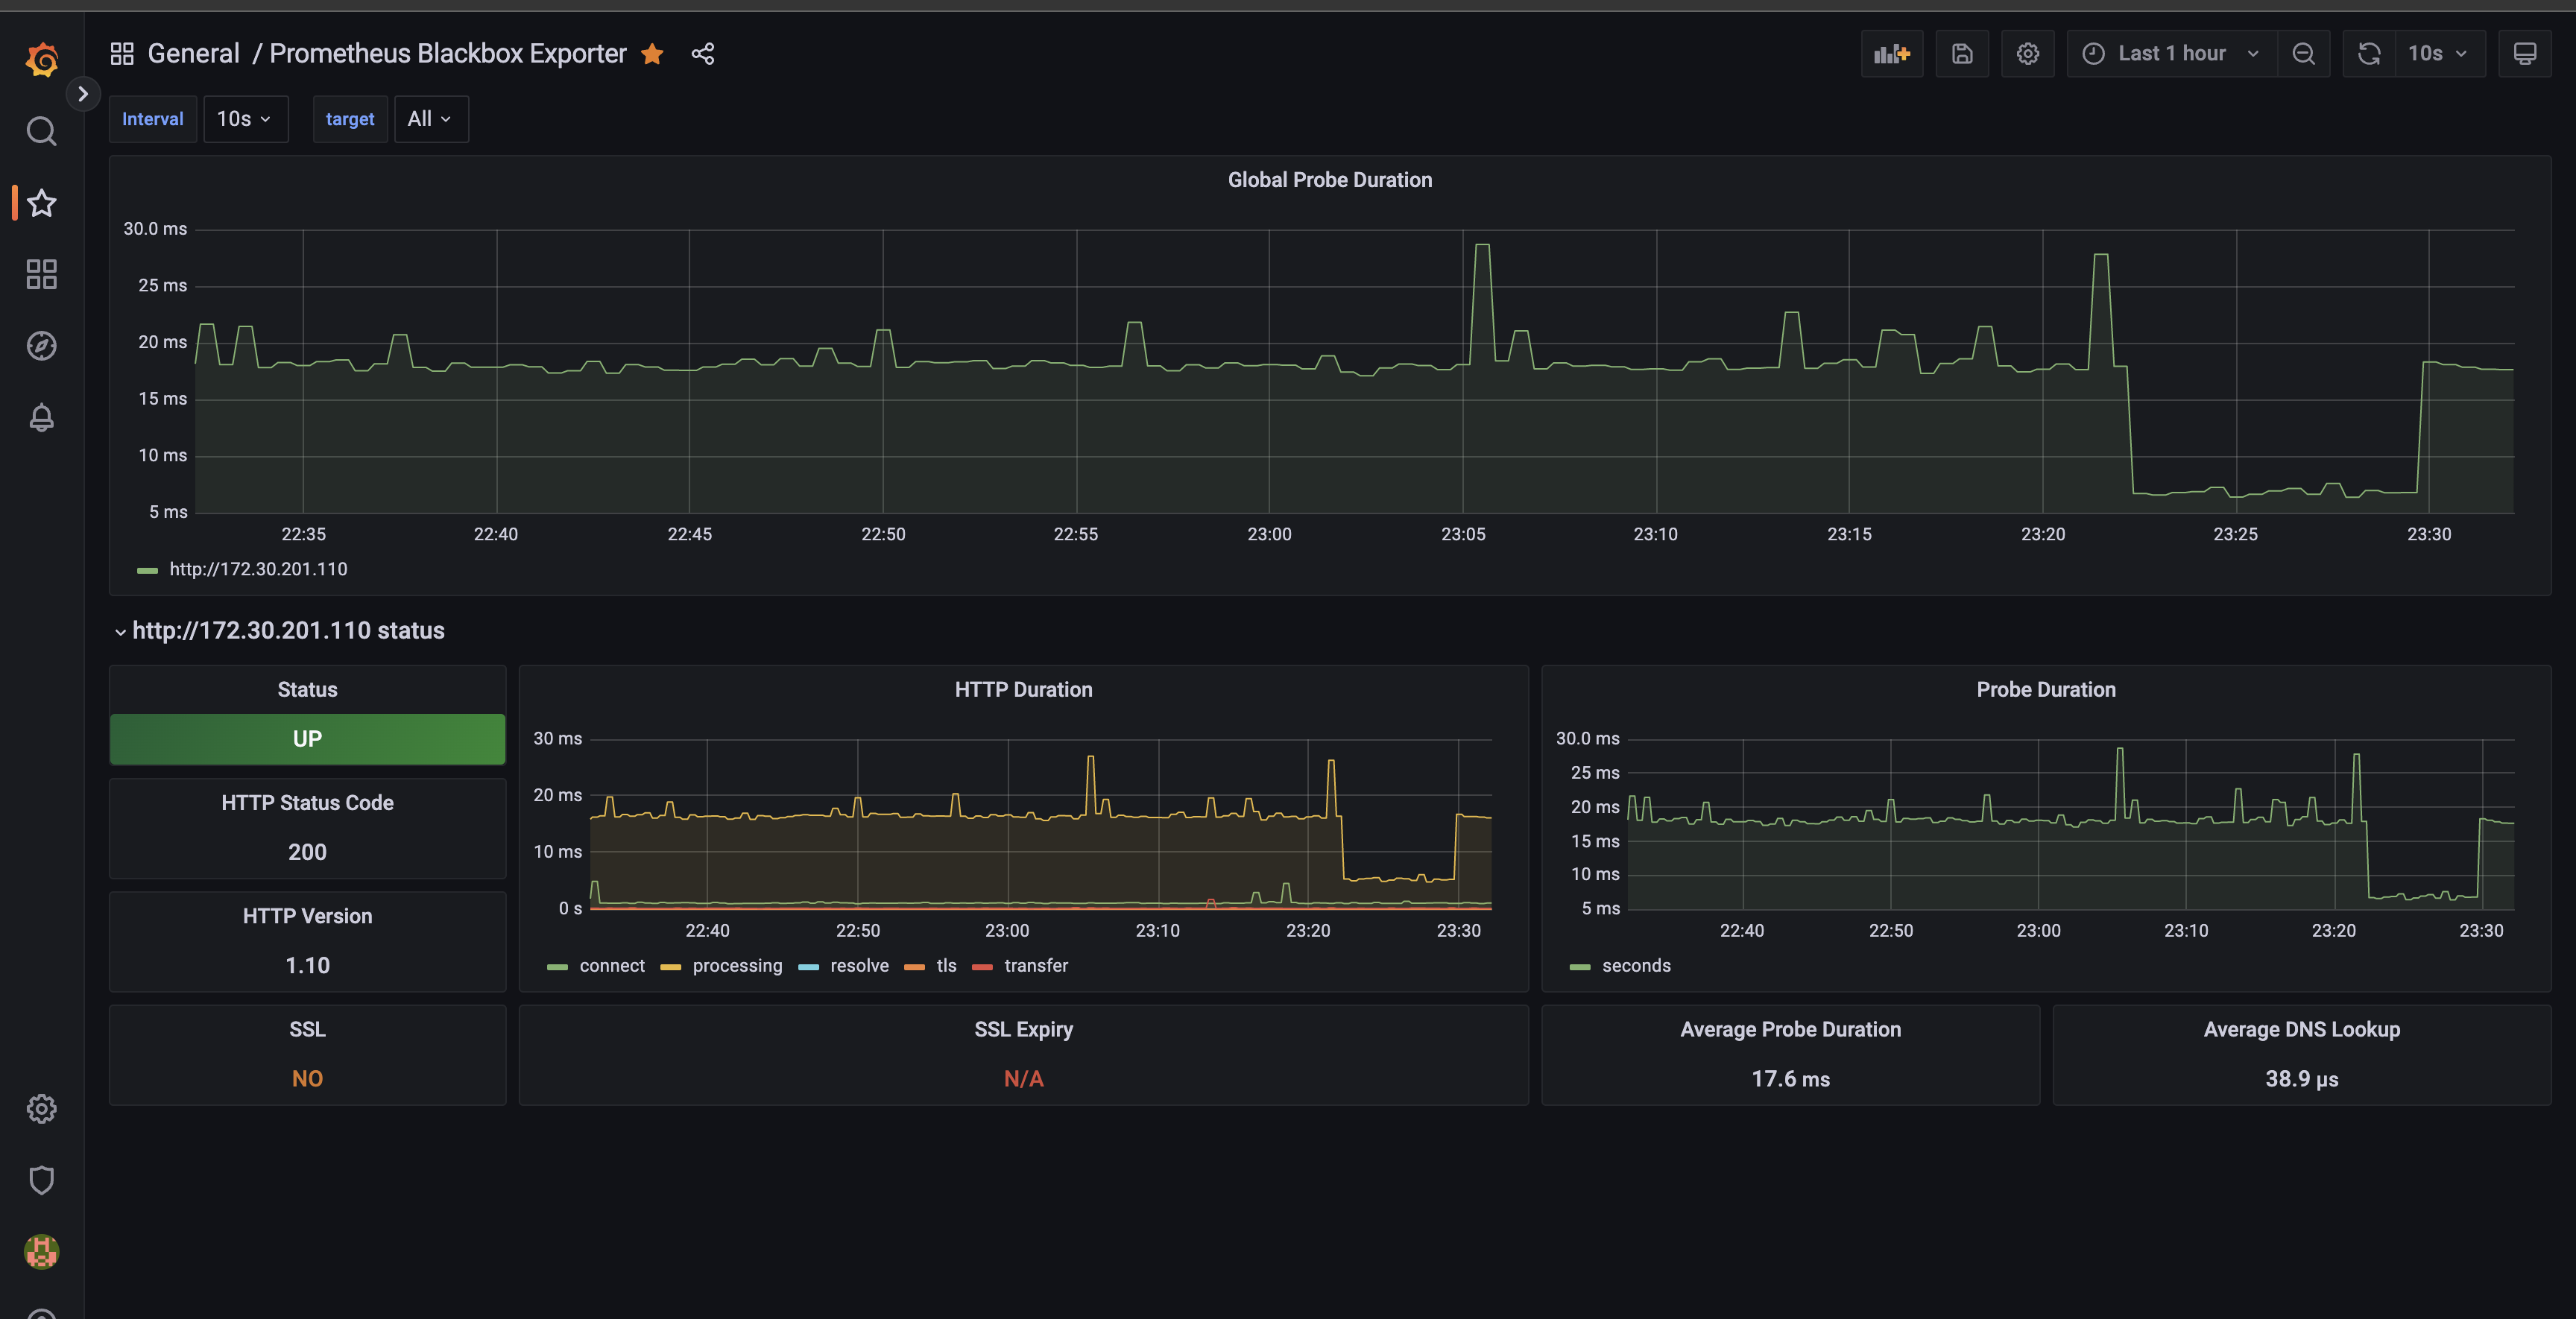 General / Prometheus Blackbox Exporter
Last 1 hour
10s
Interval 10s target All
Global Probe Duration
30.0 ms
25 ms
20 ms
15 ms
10 ms
5 ms
22:35 22:40 22:45 22:50 22:55 23:00 23:05 23:10 23:15 23:20 23:25 23:30
http://172.30.201.110
http://172.30.201.110 status
Status
UP
HTTP Status Code
200
HTTP Version
1.10
SSL
NO
HTTP Duration
30 ms
20 ms
10 ms
0 s
22:40 22:50 23:00 23:10 23:20 23:30
connect processing resolve tls transfer
SSL Expiry
N/A
Probe Duration
30.0 ms
25 ms
20 ms
15 ms
10 ms
5 ms
22:40 22:50 23:00 23:10 23:20 23:30
seconds
Average Probe Duration
17.6 ms
Average DNS Lookup
38.9 µs